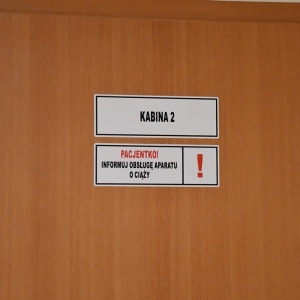 KABINA 2
PACJENTKO!
INFORMUJ OBSŁUGĘ APARATU
O CIĄŻY
!